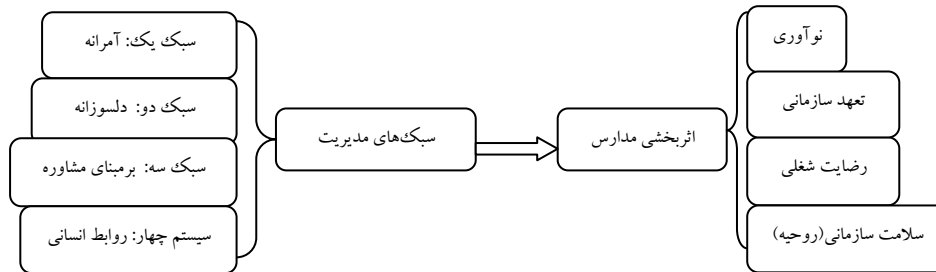 سبک یک: آمرانه
سبک دو: دلسوزانه
سبک سه: برمبنای مشاوره
سیستم چهار: روابط انسانی
سبک‌های مدیریت
اثربخشی مدارس
نوآوری
تعهد سازمانی
رضایت شغلی
سلامت سازمانی(روحیه)